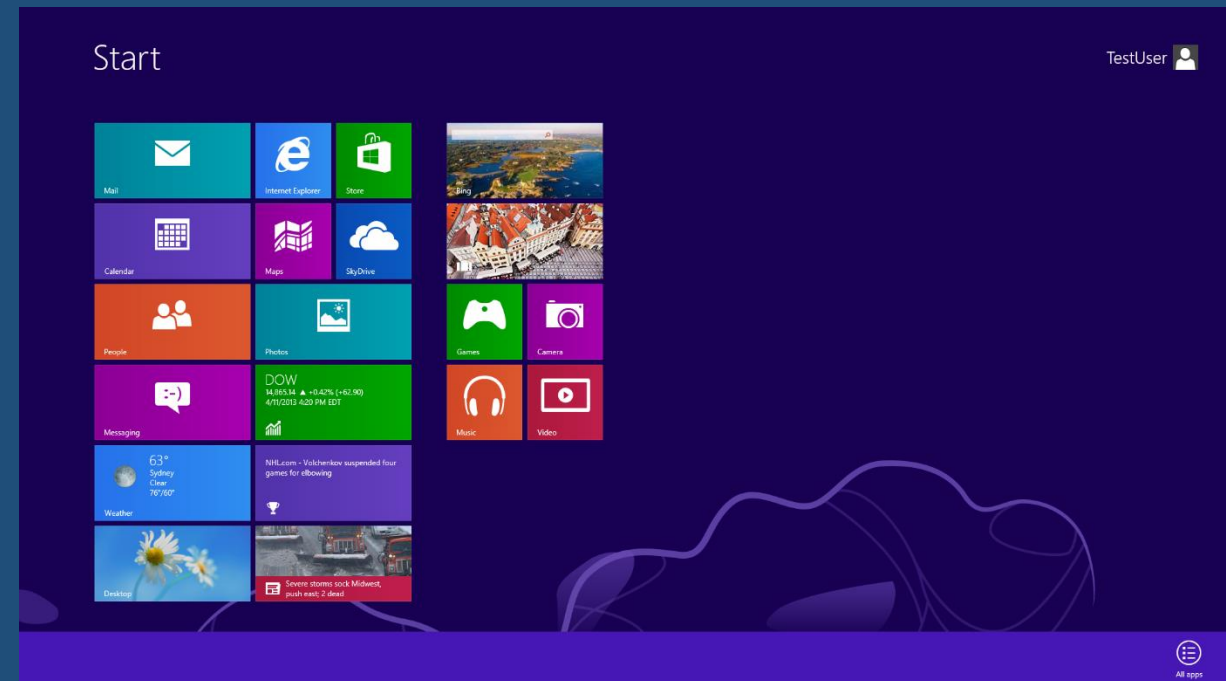 Start
TestUser
Mail
Internet Explorer
Store
Calendar
Maps
SkyDrive
People
Photos
Messaging
DOW
14,865.14 ▲ +0.42% (+62.90)
4/11/2013 4:29 PM EDT
63°
Sydney
Clear
76°/60°
Weather
NHL.com - Volchenkov suspended four
games for elbowing
Desktop
Severe storms sock Midwest,
push east; 2 dead
Bing
Games
Camera
Music
Video
All apps